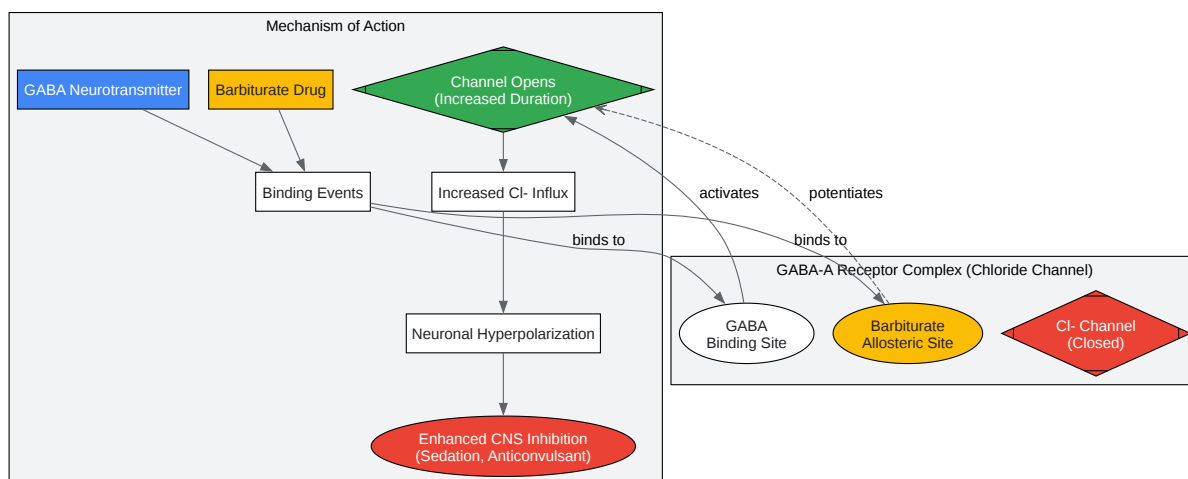 Mechanism of Action
GABA Neurotransmitter
Barbiturate Drug
Channel Opens
(Increased Duration)
Binding Events
Increased Cl- Influx
activates
potentiates
binds to
binds to
GABA-A Receptor Complex (Chloride Channel)
GABA
Binding Site
Barbiturate
Allosteric Site
Cl- Channel
(Closed)
Neuronal Hyperpolarization
Enhanced CNS Inhibition
(Sedation, Anticonvulsant)